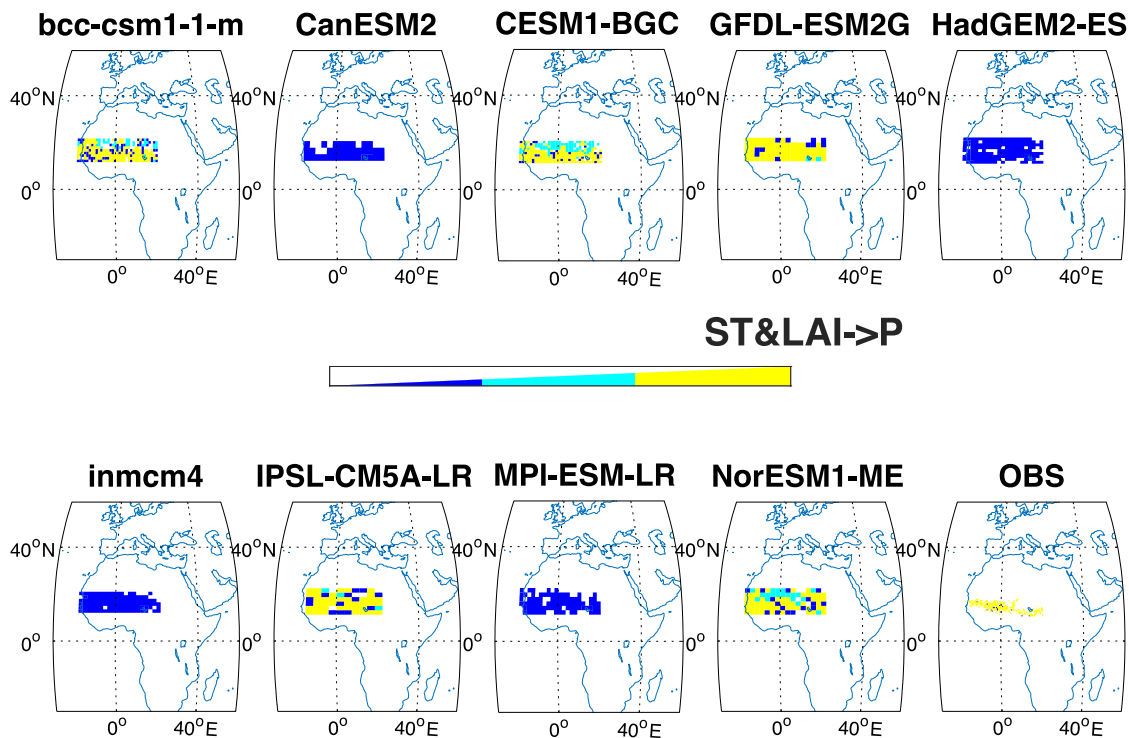 bcc-csm1-1-m CanESM2 CESM1-BGC GFDL-ESM2G HadGEM2-ES
40°N 40°N 40°N 40°N 40°N
0° 0° 0° 0° 0°
0° 40°E 0° 40°E 0° 40°E 0° 40°E 0° 40°E
ST&LAI->P
inmcm4 IPSL-CM5A-LR MPI-ESM-LR NorESM1-ME OBS
40°N 40°N 40°N 40°N 40°N
0° 0° 0° 0° 0°
0° 40°E 0° 40°E 0° 40°E 0° 40°E 0° 40°E